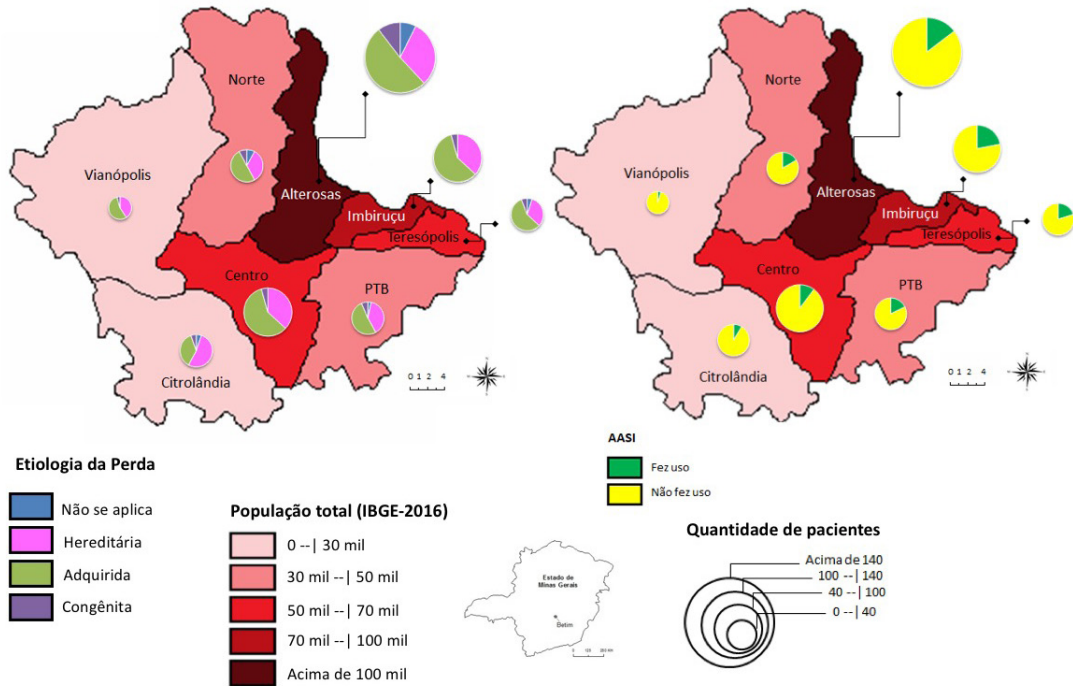 Norte
Vianópolis
Alterosas
Imbiruçu
Teresópolis
Centro
PTB
Citrolândia
0 1 2 4
Norte
Vianópolis
Alterosas
Imbiruçu
Teresópolis
Centro
PTB
Citrolândia
0 1 2 4
Etiologia da Perda
Não se aplica
Hereditária
Adquirida
Congênita
População total (IBGE-2016)
0 --| 30 mil
30 mil --| 50 mil
50 mil --| 70 mil
70 mil --| 100 mil
Acima de 100 mil
Estado de
Minas Gerais
Betim
AASI
Fez uso
Não fez uso
Quantidade de pacientes
Acima de 140
100 --| 140
40 --| 100
0 --| 40